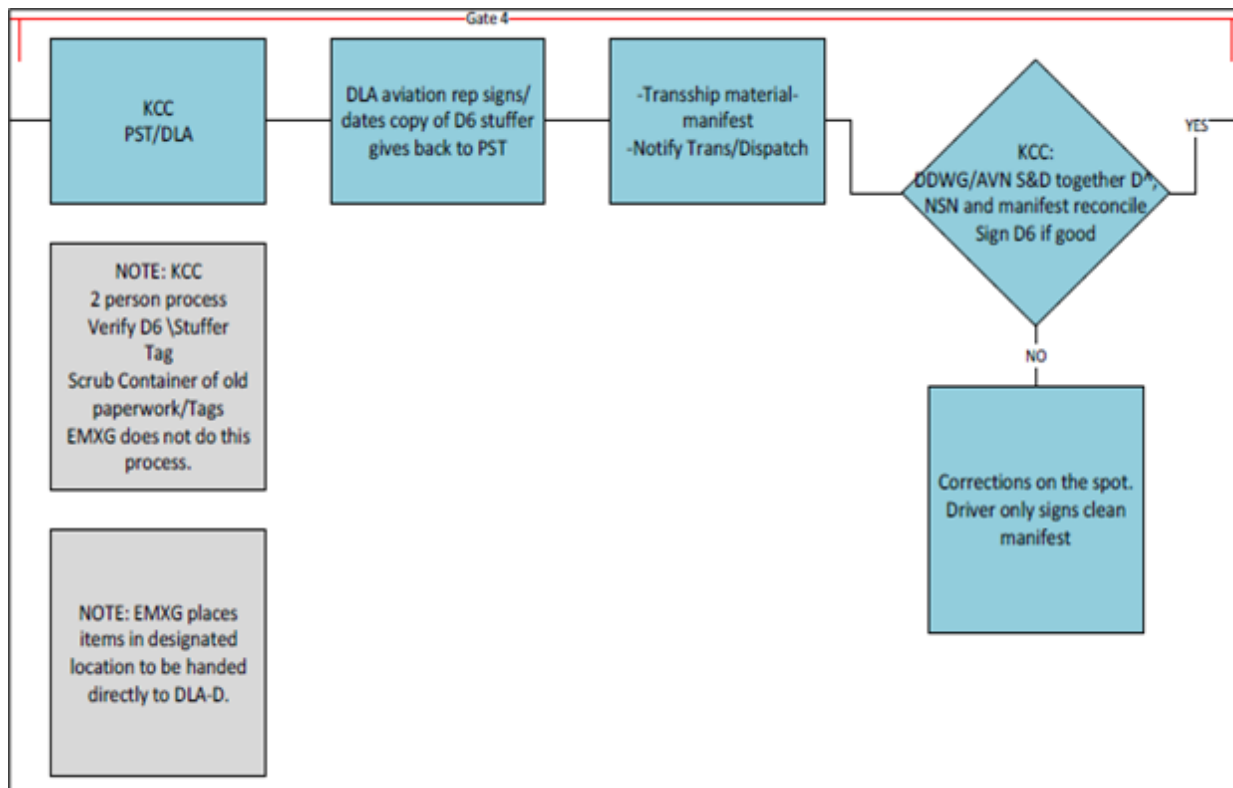 Gate 4
KCC
PST/DLA
DLA aviation rep signs/
dates copy of D6 stuffer
gives back to PST
-Transship material-
manifest
-Notify Trans/Dispatch
KCC:
DDWG/AVN S&D together D^,
NSN and manifest reconcile
Sign D6 if good
YES
NO
Corrections on the spot.
Driver only signs clean
manifest
NOTE: KCC
2 person process
Verify D6 \Stuffer
Tag
Scrub Container of old
paperwork/Tags
EMXG does not do this
process.
NOTE: EMXG places
items in designated
location to be handed
directly to DLA-D.